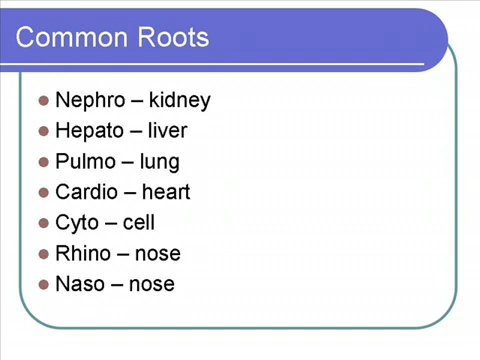 Common Roots
Nephro – kidney
Hepato – liver
Pulmo – lung
Cardio – heart
Cyto – cell
Rhino – nose
Naso – nose